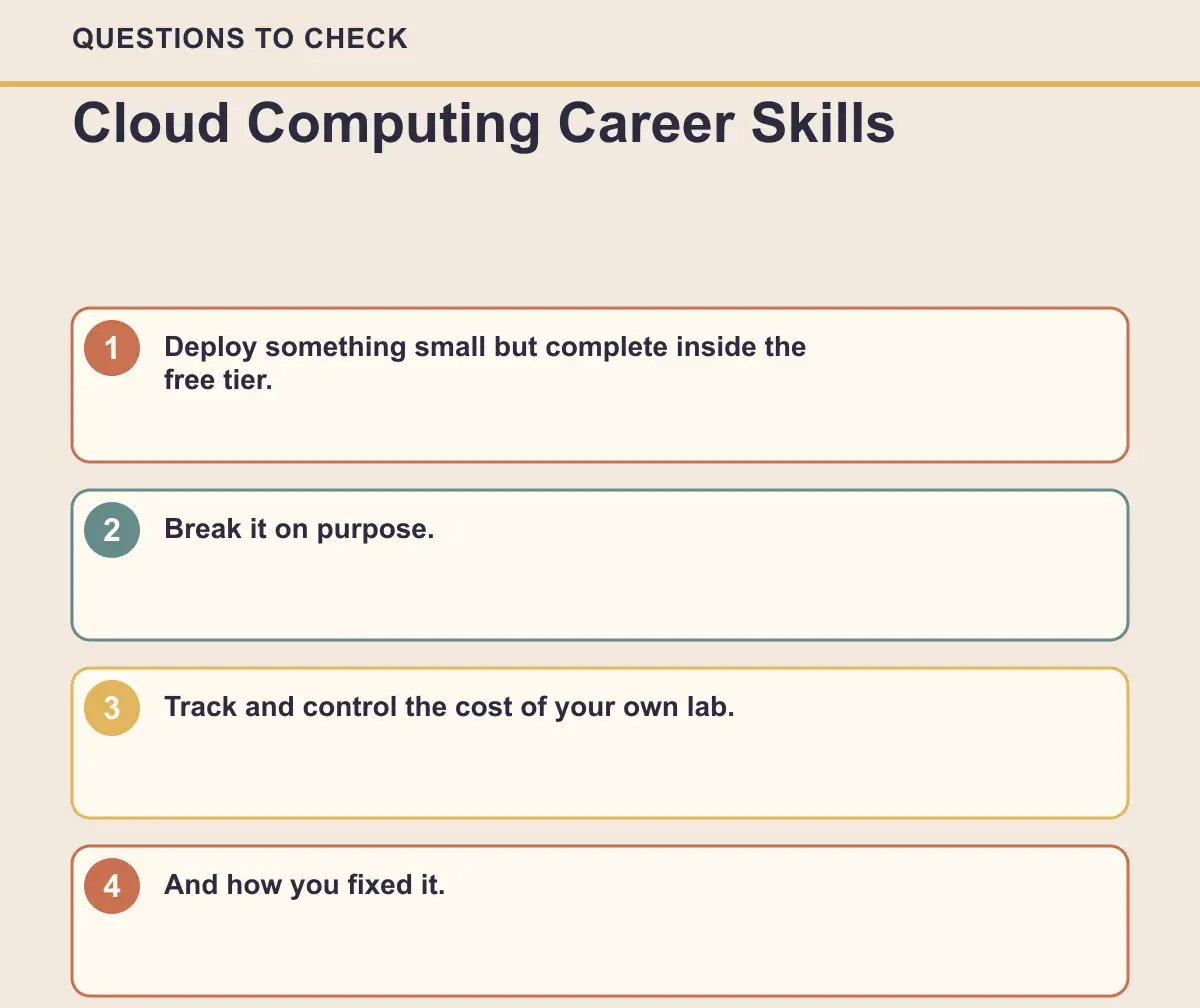 QUESTIONS TO CHECK
Cloud Computing Career Skills
1
Deploy something small but complete inside the
free tier.
2
Break it on purpose.
3
Track and control the cost of your own lab.
4
And how you fixed it.